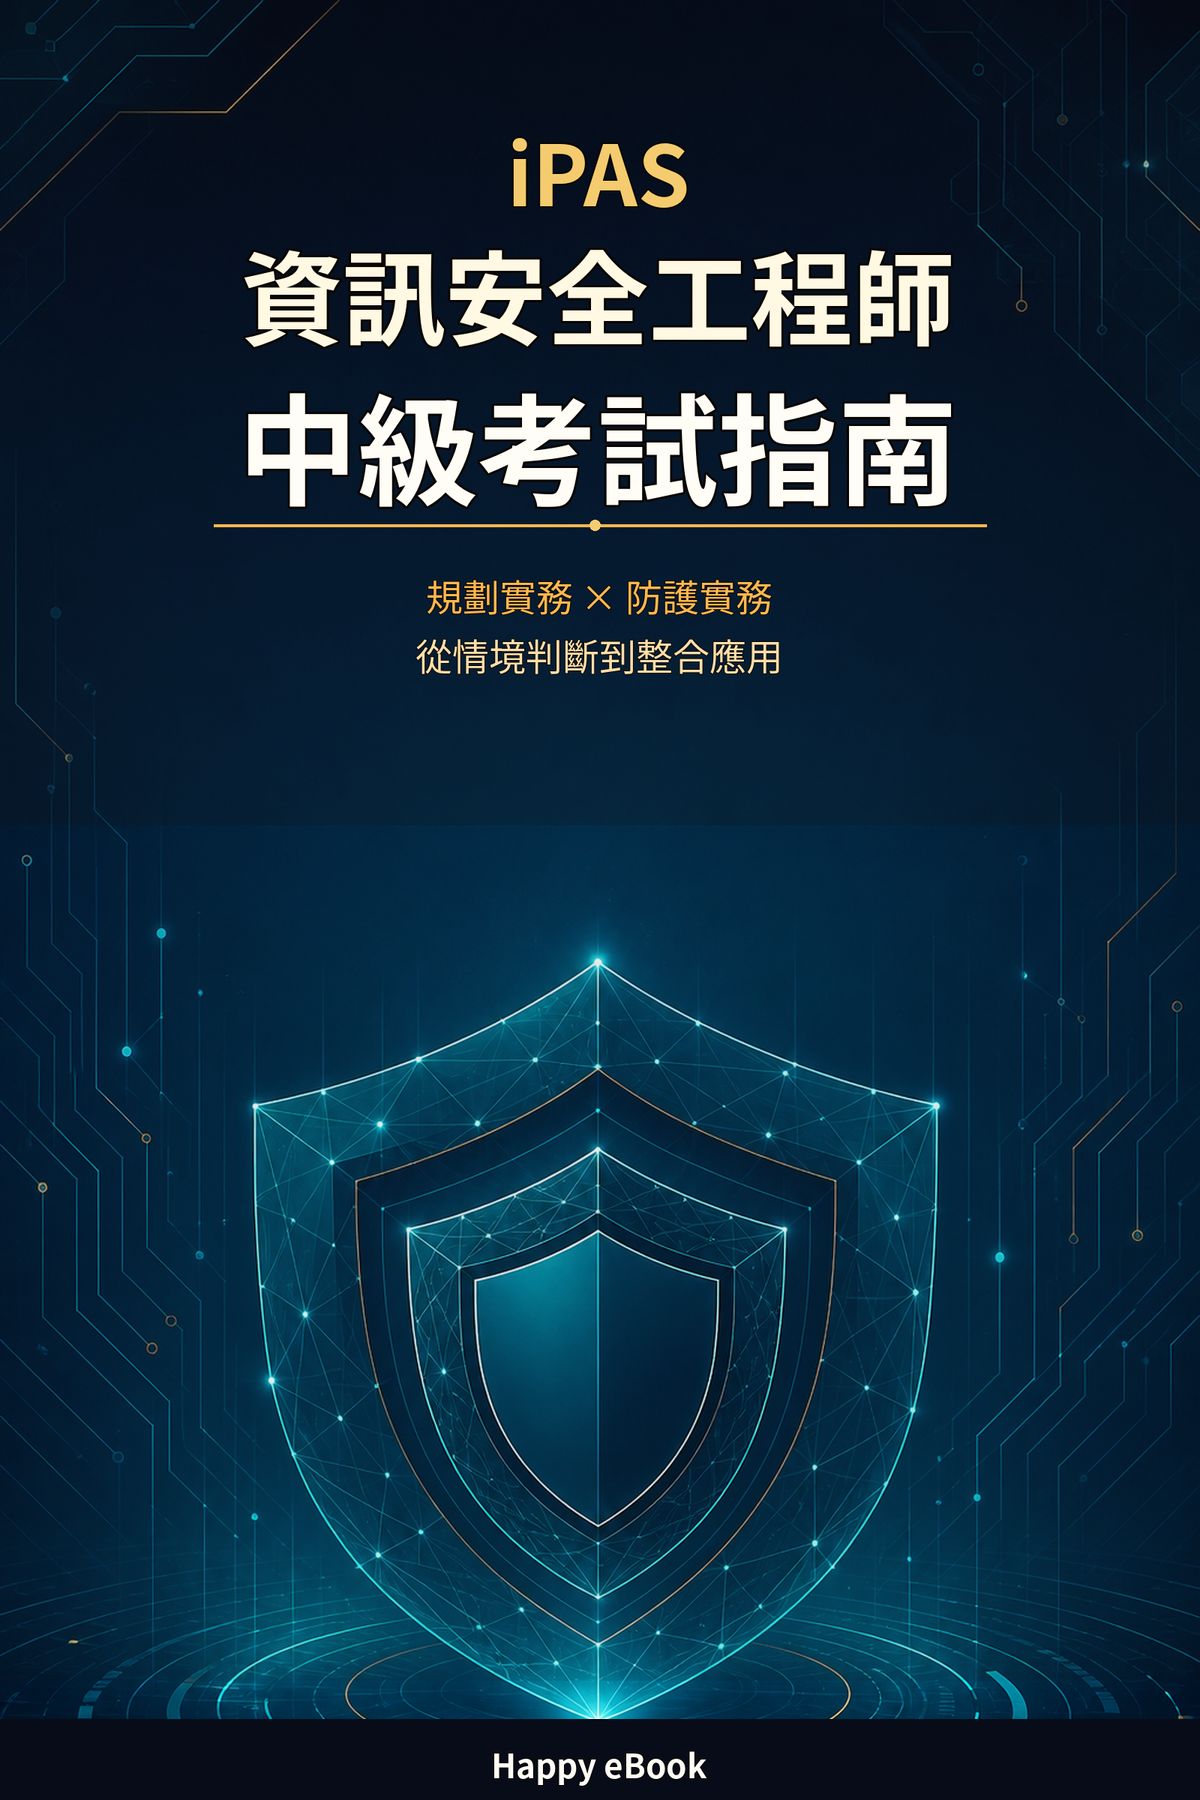 iPAS
資訊安全工程師
中級考試指南
規劃實務 × 防護實務
從情境判斷到整合應用
Happy eBook